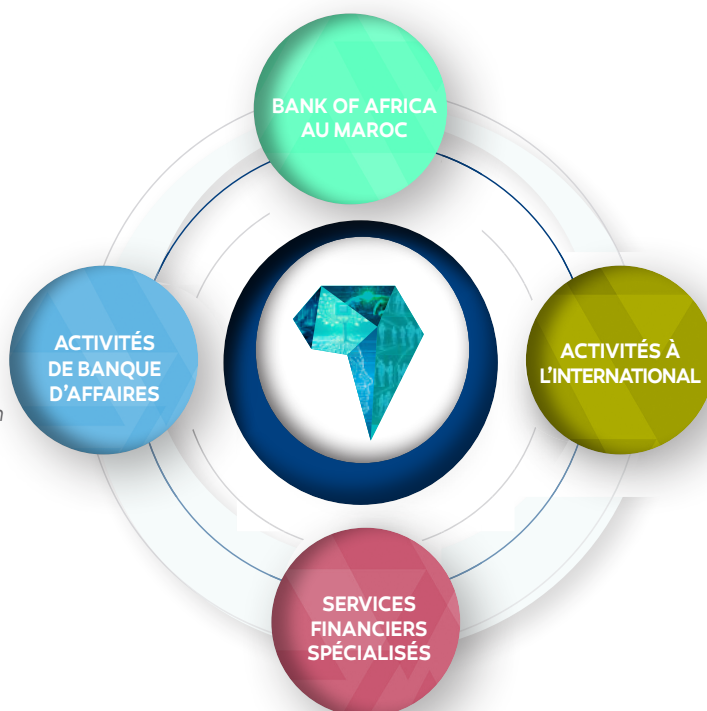 BANK OF AFRICA
AU MAROC
ACTIVITÉS
DE BANQUE
D’AFFAIRES
ACTIVITÉS À
L’INTERNATIONAL
SERVICES
FINANCIERS
SPÉCIALISÉS